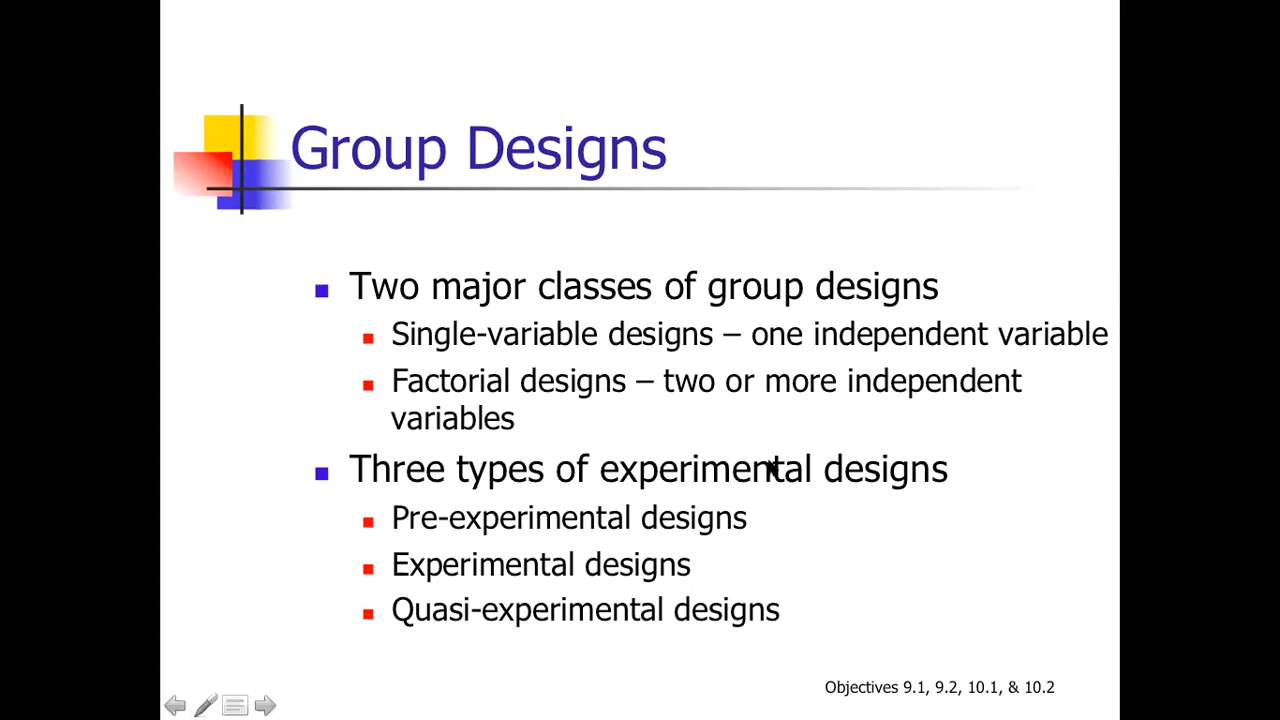 Group Designs
Two major classes of group designs
Single-variable designs – one independent variable
Factorial designs – two or more independent
variables
Three types of experimental designs
Pre-experimental designs
Experimental designs
Quasi-experimental designs
Objectives 9.1, 9.2, 10.1, & 10.2